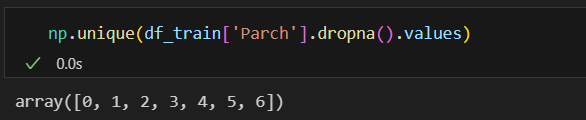 np.unique(df_train['Parch'].dropna().values)
0.0s
array([0, 1, 2, 3, 4, 5, 6])